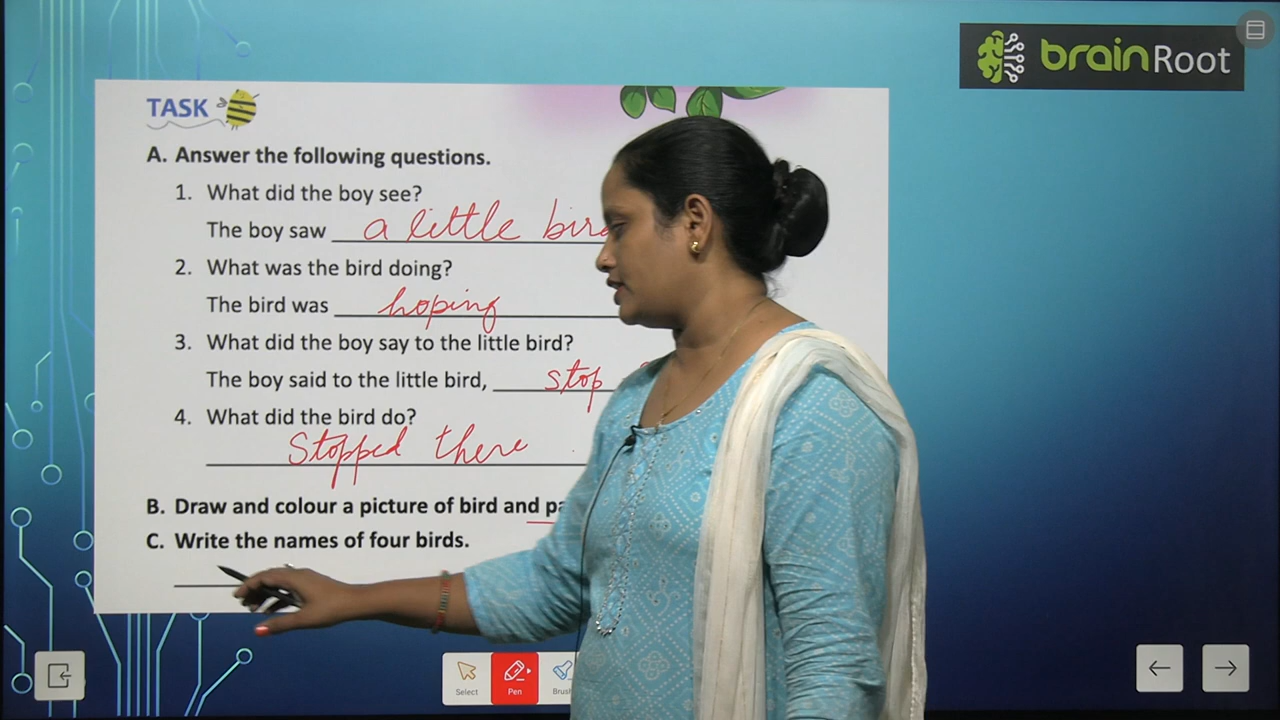 brainRoot
TASK
A. Answer the following questions.
1. What did the boy see?
The boy saw a little bird
2. What was the bird doing?
The bird was hoping
3. What did the boy say to the little bird?
The boy said to the little bird, stop
4. What did the bird do?
Stopped there
B. Draw and colour a picture of bird and
C. Write the names of four birds.
Select Pen Brush